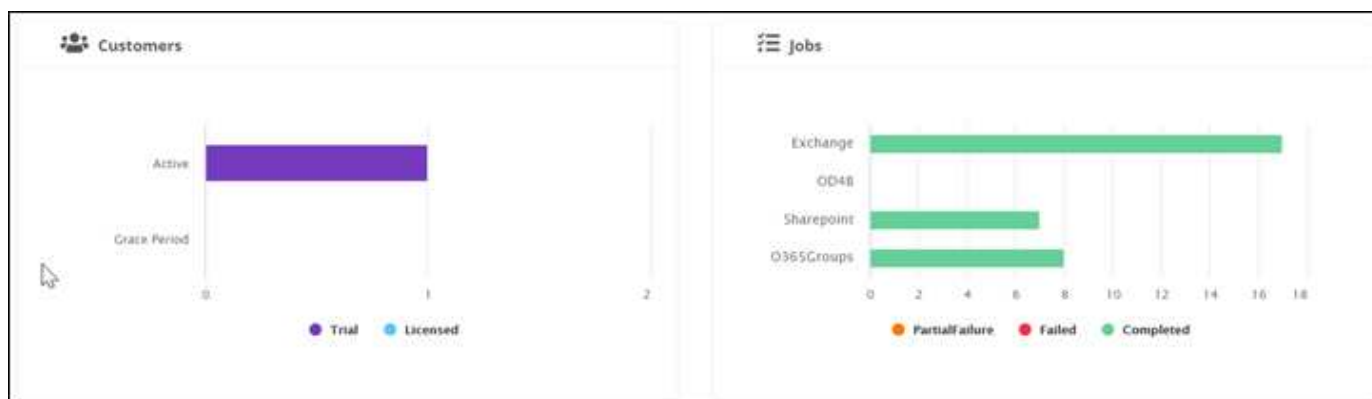 Customers
Active
Grace Period
0 1 2
Trial Licensed
Jobs
Exchange
OD4B
Sharepoint
O365Groups
0 2 4 6 8 10 12 14 16 18
PartialFailure Failed Completed